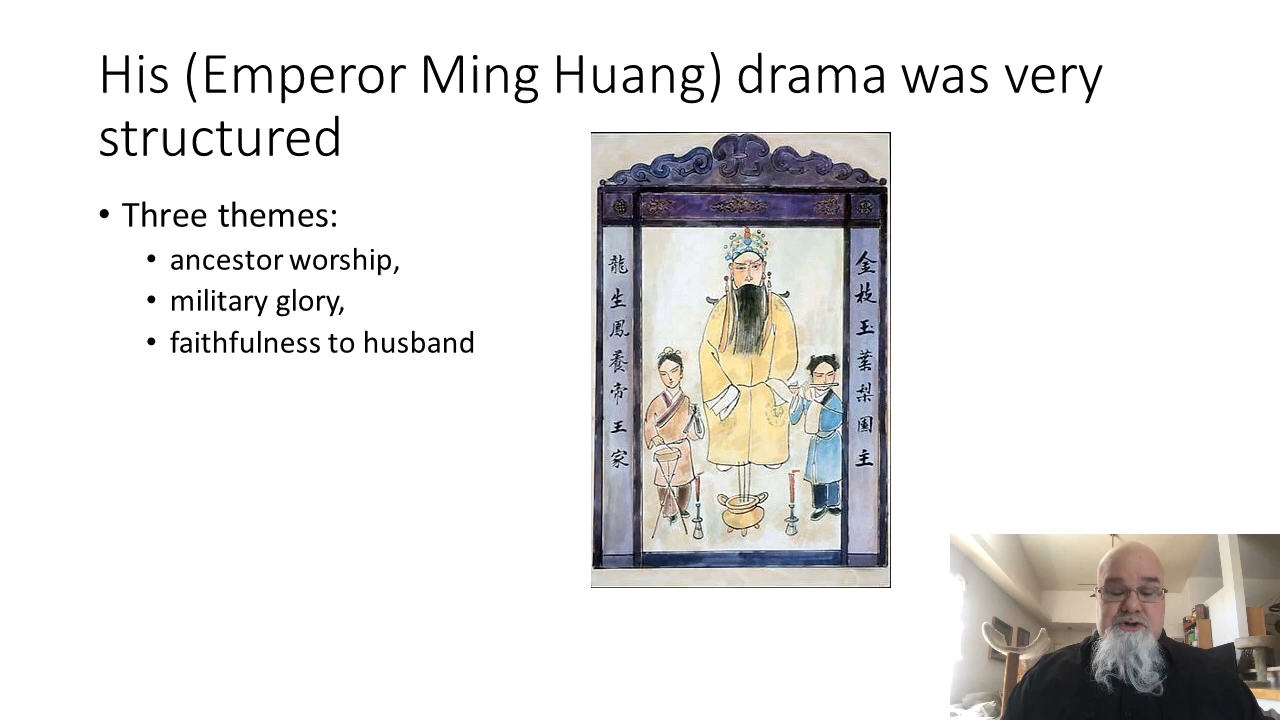 His (Emperor Ming Huang) drama was very
structured
• Three themes:
• ancestor worship,
• military glory,
• faithfulness to husband
龍生鳳養帝王家
金枝玉葉梨園主